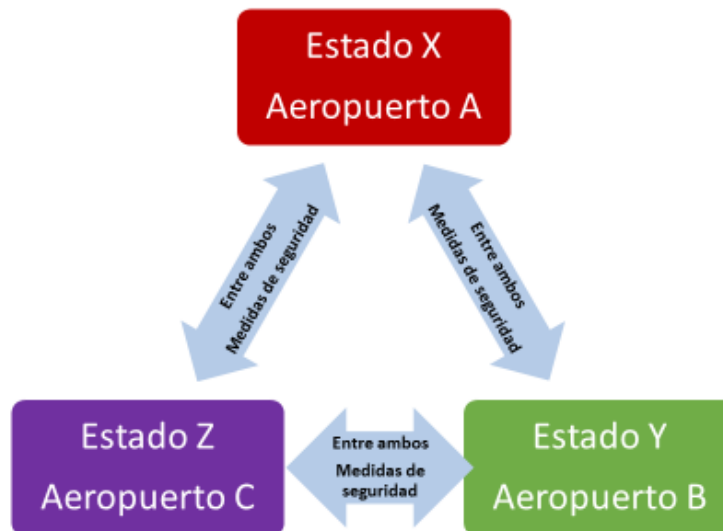 Estado X
Aeropuerto A
Entre ambos
Medidas de seguridad
Entre ambos
Medidas de seguridad
Estado Z
Aeropuerto C
Entre ambos
Medidas de
seguridad
Estado Y
Aeropuerto B